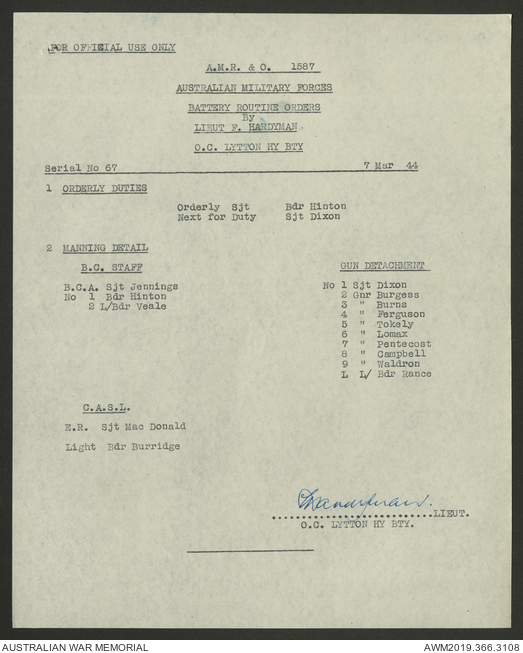 FOR OFFICIAL USE ONLY
A.M.R. & O. 1587
AUSTRALIAN MILITARY FORCES
BATTERY ROUTINE ORDERS
By
LIEUT F. HARDYMAN
O.C. LYTTON HY BTY
Serial No 67 7 Mar 44
1 ORDERLY DUTIES
Orderly Sjt Bdr Hinton
Next for Duty Sjt Dixon
2 MANNING DETAIL
B.C. STAFF
B.C.A. Sjt Jennings
No 1 Bdr Hinton
2 L/Bdr Veale
GUN DETACHMENT
No 1 Sjt Dixon
2 Gnr Burgess
3 " Burns
4 " Ferguson
5 " Tokely
6 " Lomax
7 " Pentecost
8 " Campbell
9 " Waldron
L L/ Bdr Rance
C.A.S.L.
E.R. Sjt Mac Donald
Light Bdr Burridge
FHardyman.
LIEUT.
O.C. LYTTON HY BTY.
AUSTRALIAN WAR MEMORIAL AWM2019.366.3108